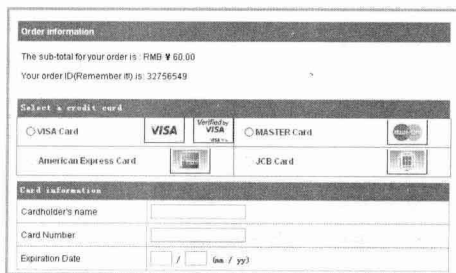 Order information
The sub-total for your order is : RMB ¥ 60.00
Your order ID(Remember it!) is: 32756549
Select a credit card
VISA Card
VISA
Verified by
VISA
MASTER Card
American Express Card
JCB Card
Card information
Cardholder's name
Card Number
Expiration Date / (mm / yy)